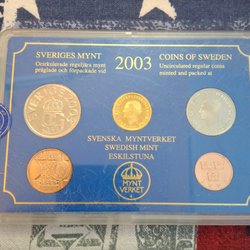 SVERIGES MYNT
Ocirkulerade reguljära mynt
präglade och förpackade vid
2003
COINS OF SWEDEN
Uncirculated regular coins
minted and packed at
SVENSKA MYNTVERKET
SWEDISH MINT
ESKILSTUNA
MYNT
VERKET